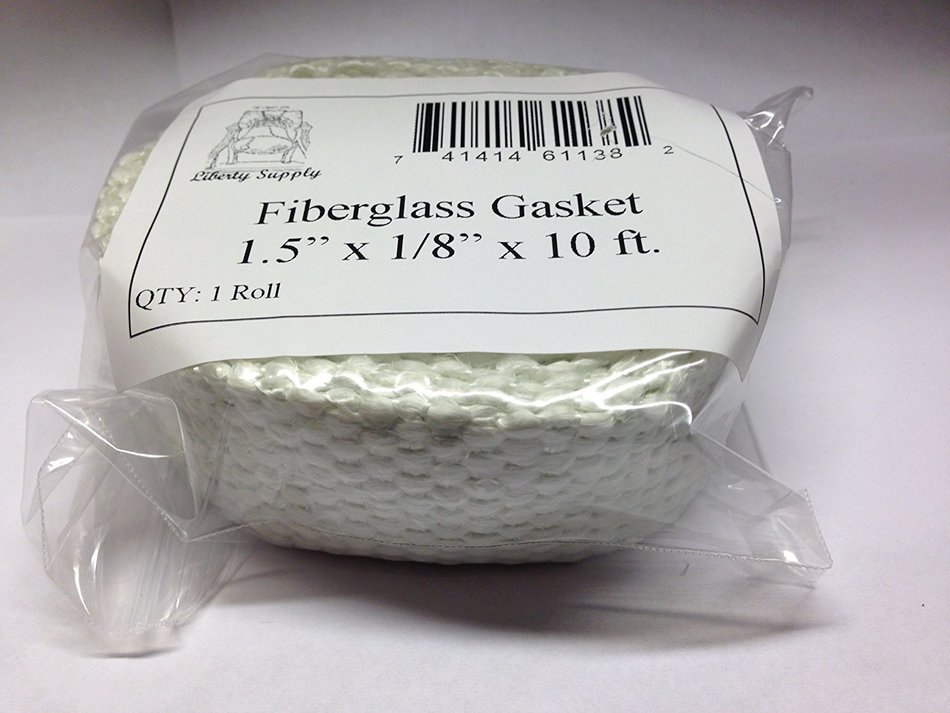 Liberty Supply
7 41414 61138 2
Fiberglass Gasket
1.5” x 1/8” x 10 ft.
QTY: 1 Roll